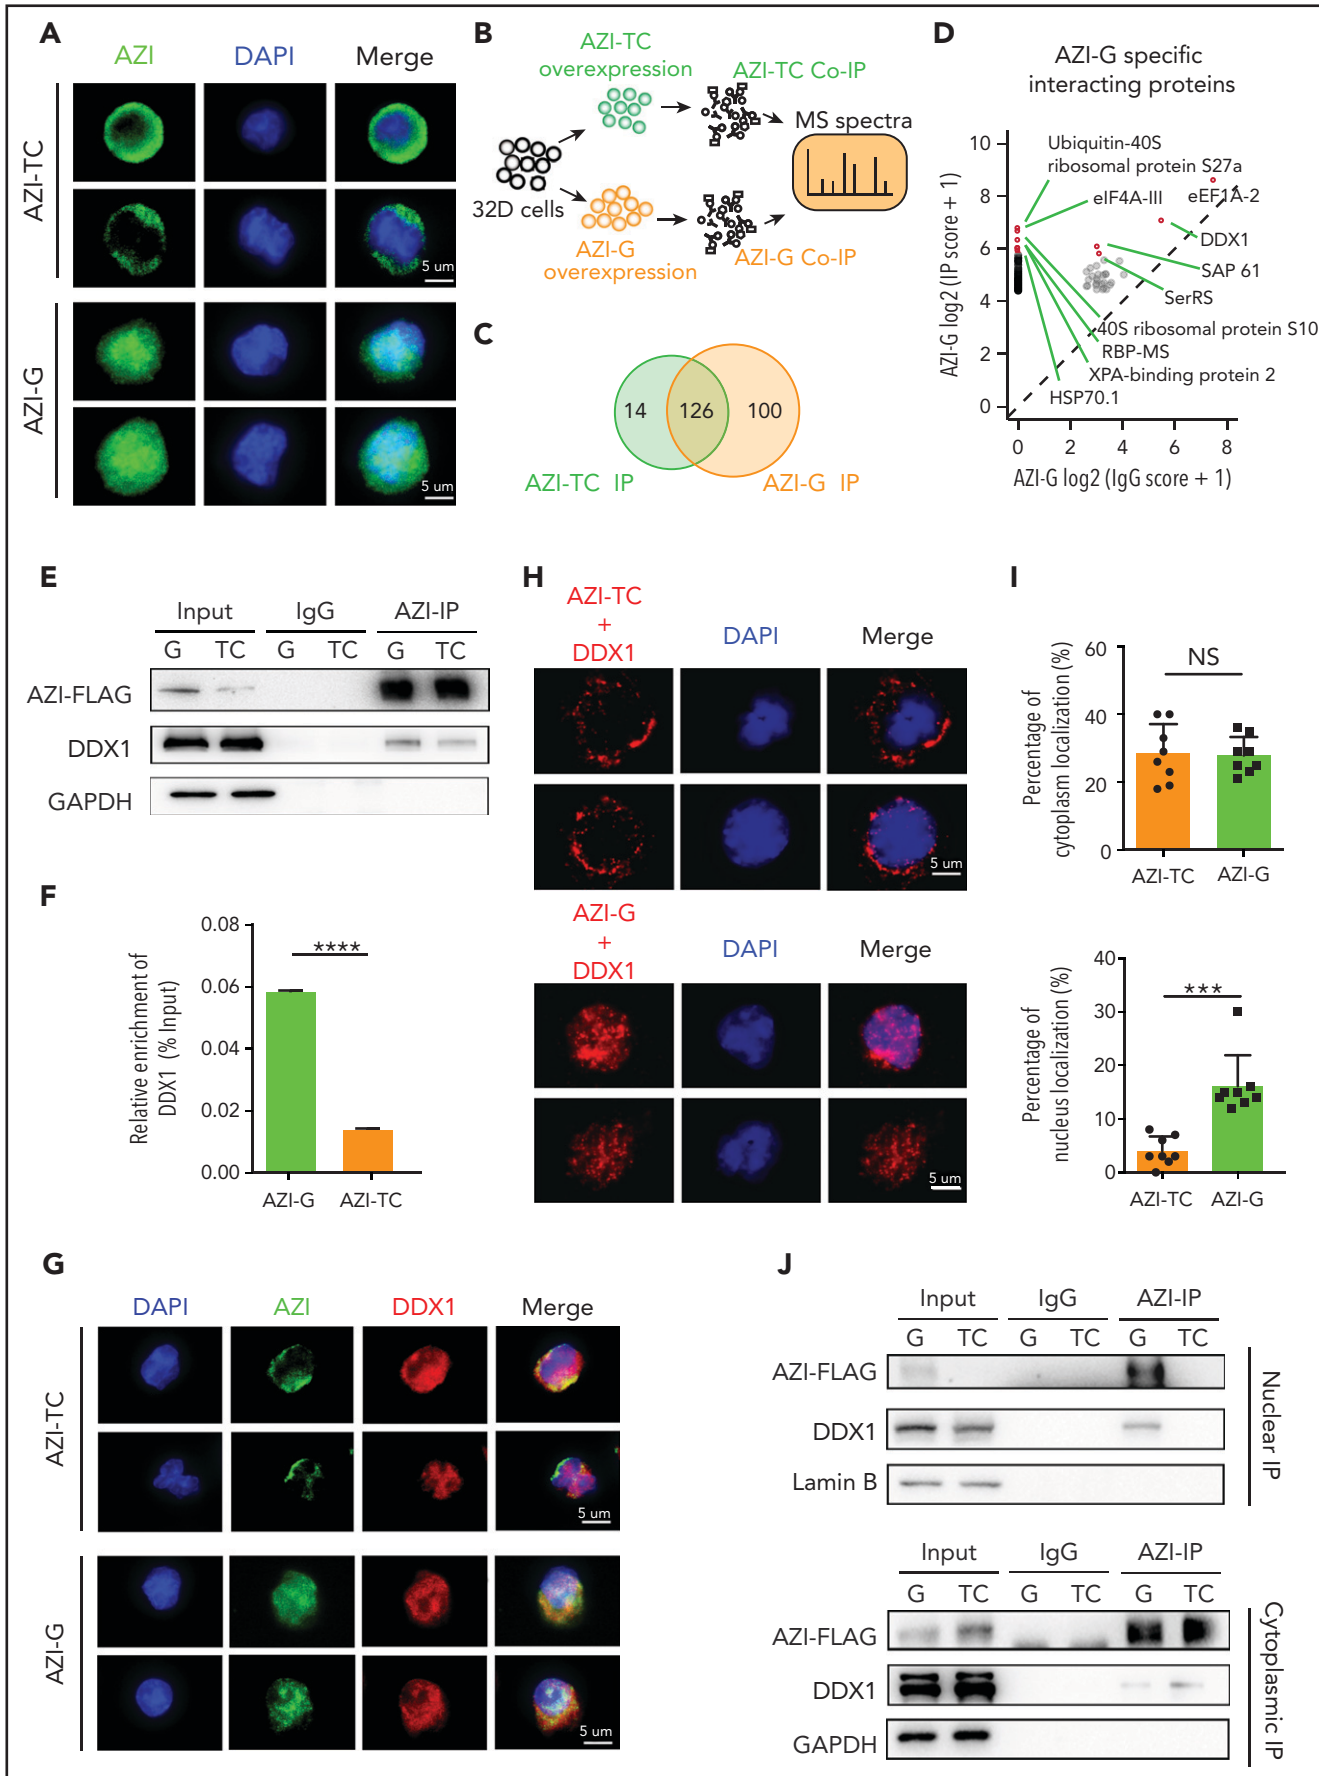 A
AZI
DAPI
Merge
AZI-TC
5 um
AZI-G
5 um
B
AZI-TC
overexpression
AZI-TC Co-IP
MS spectra
32D cells
AZI-G
overexpression
AZI-G Co-IP
C
14
126
100
AZI-TC IP
AZI-G IP
D
AZI-G specific
interacting proteins
AZI-G log2 (IP score + 1)
10
8
6
4
2
0
Ubiquitin-40S
ribosomal protein S27a
eIF4A-III
eEF1A-2
DDX1
SAP 61
SerRS
40S ribosomal protein S10
RBP-MS
XPA-binding protein 2
HSP70.1
0 2 4 6 8
AZI-G log2 (IgG score + 1)
E
Input IgG AZI-IP
G TC G TC G TC
AZI-FLAG
DDX1
GAPDH
F
Relative enrichment of
DDX1 (% Input)
0.08
0.06
0.04
0.02
0.00
****
AZI-G AZI-TC
G
DAPI
AZI
DDX1
Merge
AZI-TC
5 um
AZI-G
5 um
H
AZI-TC
+
DDX1
DAPI
Merge
5 um
AZI-G
+
DDX1
DAPI
Merge
5 um
I
Percentage of
cytoplasm localization (%)
60
40
20
0
NS
AZI-TC AZI-G
Percentage of
nucleus localization (%)
40
30
20
10
0
***
AZI-TC AZI-G
J
Input IgG AZI-IP
G TC G TC G TC
AZI-FLAG
DDX1
Lamin B
Nuclear IP
Input IgG AZI-IP
G TC G TC G TC
AZI-FLAG
DDX1
GAPDH
Cytoplasmic IP